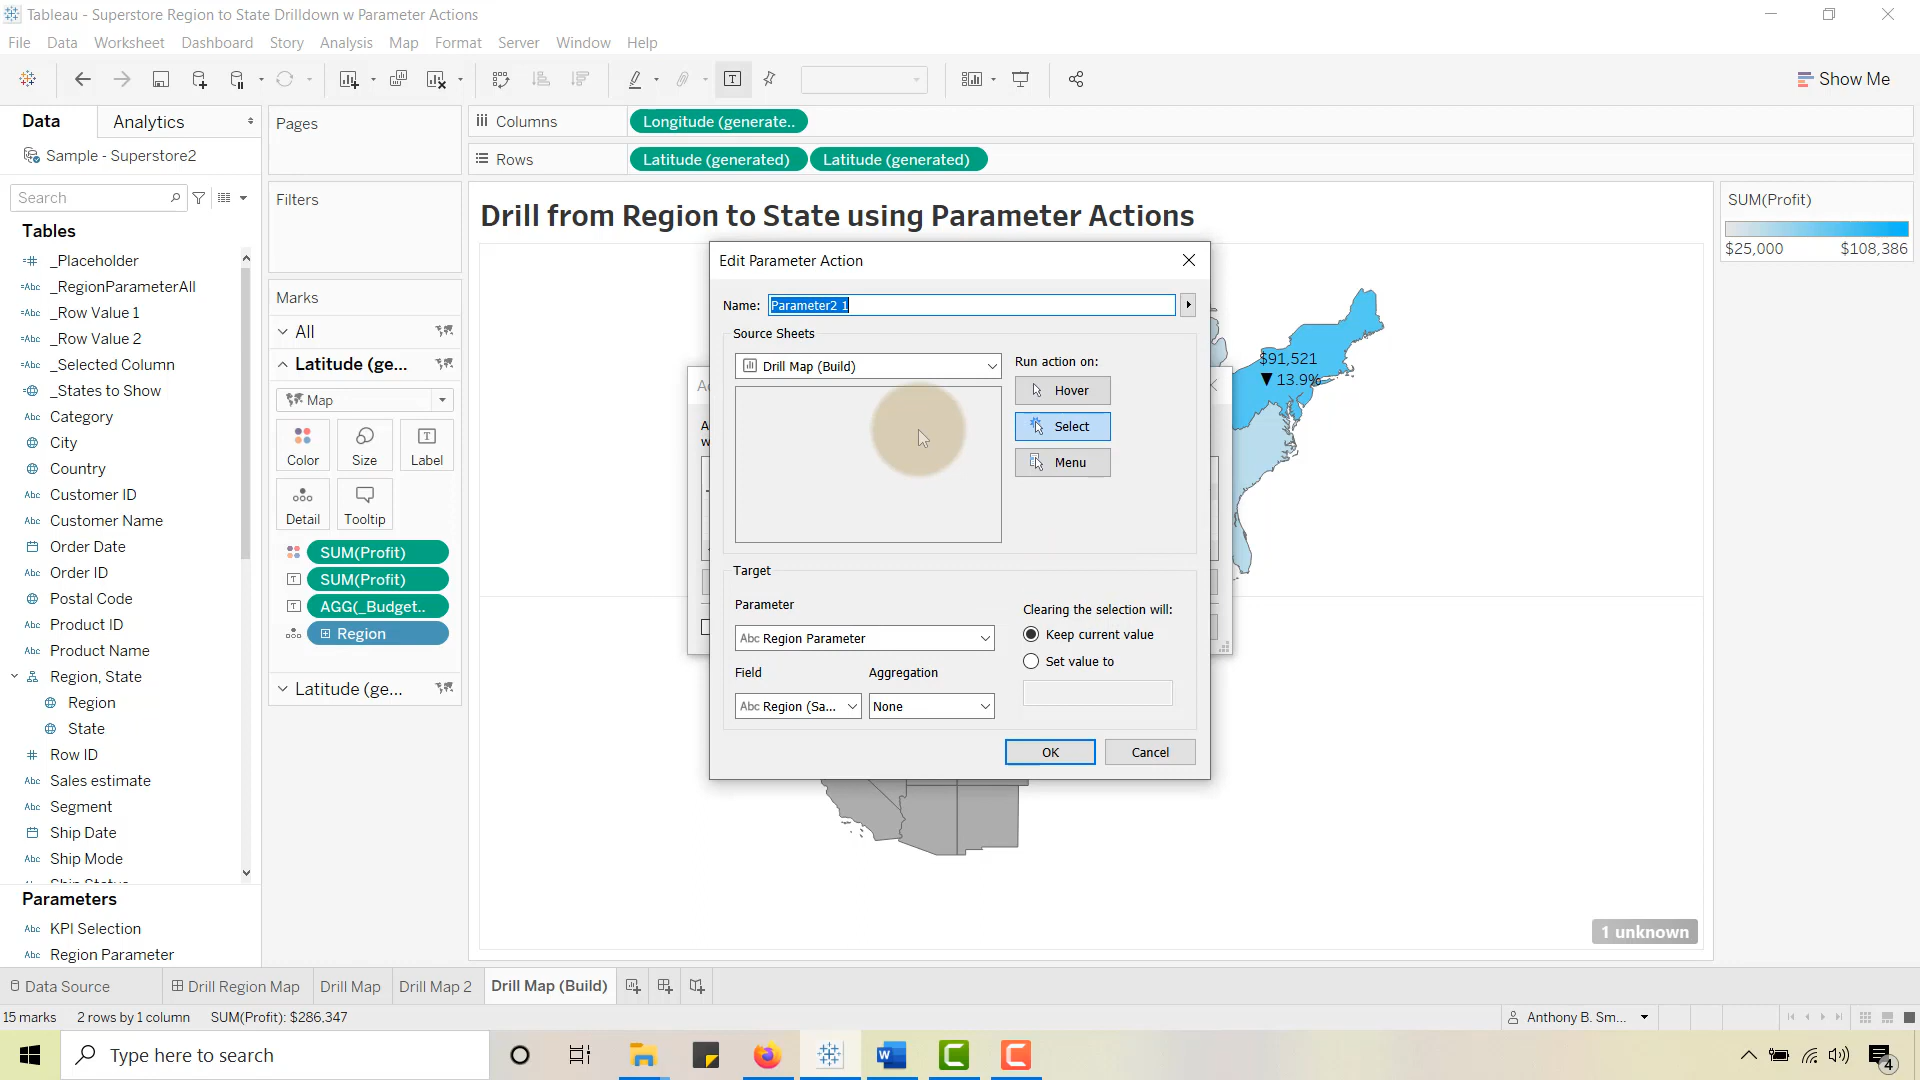 Tableau - Superstore Region to State Drilldown w Parameter Actions
File Data Worksheet Dashboard Story Analysis Map Format Server Window Help
Show Me
Data Analytics
Pages
Columns
Longitude (generate..
Sample - Superstore2
Rows
Latitude (generated) Latitude (generated)
Search
Filters
Drill from Region to State using Parameter Actions
SUM(Profit)
$25,000 $108,386
Tables
_Placeholder
_RegionParameterAll
_Row Value 1
_Row Value 2
_Selected Column
_States to Show
Category
City
Country
Customer ID
Customer Name
Order Date
Order ID
Postal Code
Product ID
Product Name
Region, State
Region
State
Row ID
Sales estimate
Segment
Ship Date
Ship Mode
Parameters
KPI Selection
Region Parameter
Marks
All
Latitude (ge...
Map
Color Size Label
Detail Tooltip
SUM(Profit)
SUM(Profit)
AGG(_Budget..
Region
Latitude (ge...
Edit Parameter Action
Name: Parameter2 1
Source Sheets
Drill Map (Build)
Run action on:
Hover
Select
Menu
Target
Parameter
Abc Region Parameter
Field Aggregation
Abc Region (Sa... None
Clearing the selection will:
Keep current value
Set value to
OK Cancel
$91,521
▼ 13.9%
1 unknown
Data Source Drill Region Map Drill Map Drill Map 2 Drill Map (Build)
15 marks 2 rows by 1 column SUM(Profit): $286,347
Anthony B. Sm...
Type here to search
4